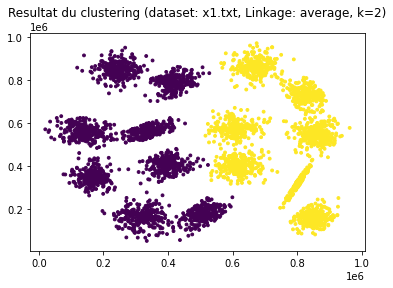 Resultat du clustering (dataset: x1.txt, Linkage: average, k=2)
1e6
1.0
0.8
0.6
0.4
0.2
0.0 0.2 0.4 0.6 0.8 1.0
1e6